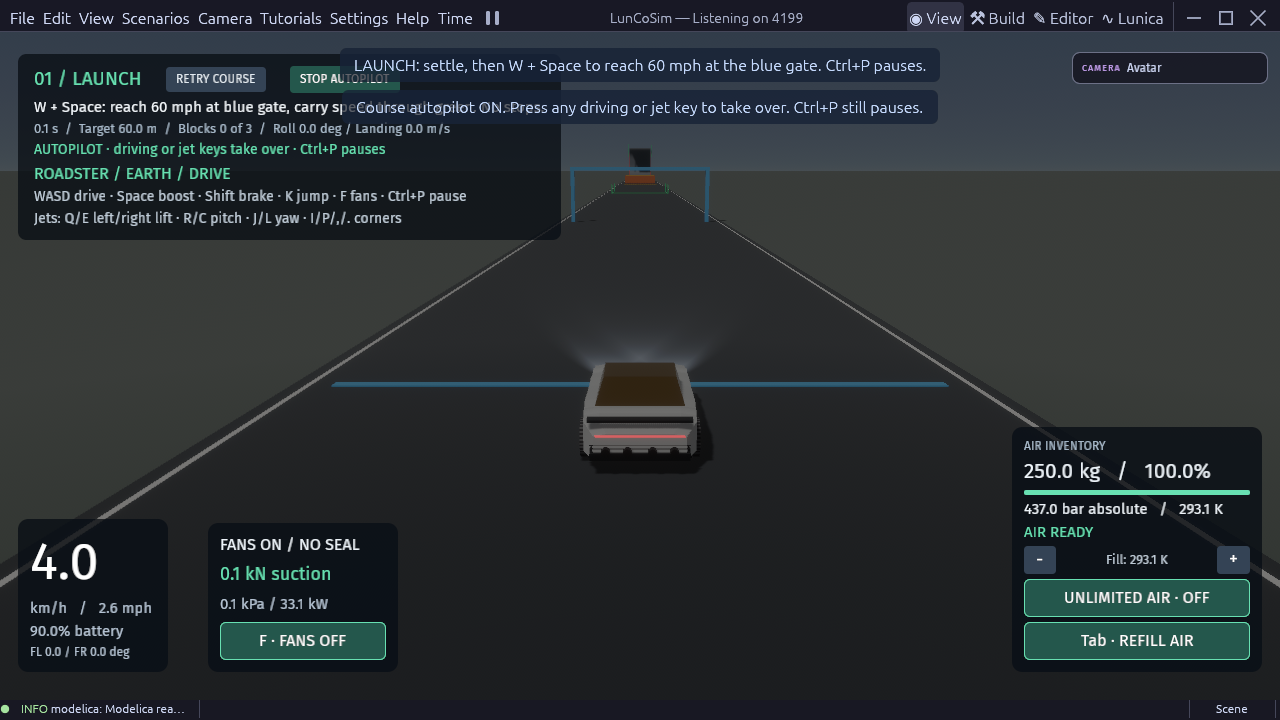 File Edit View Scenarios Camera Tutorials Settings Help Time
LunCoSim — Listening on 4199
View Build Editor Lunica
01 / LAUNCH RETRY COURSE STOP AUTOPILOT
LAUNCH: settle, then W + Space to reach 60 mph at the blue gate. Ctrl+P pauses.
W + Space: reach 60 mph at blue gate, carry speed through
Course autopilot ON. Press any driving or jet key to take over. Ctrl+P still pauses.
0.1 s / Target 60.0 m / Blocks 0 of 3 / Roll 0.0 deg / Landing 0.0 m/s
AUTOPILOT · driving or jet keys take over · Ctrl+P pauses
ROADSTER / EARTH / DRIVE
WASD drive · Space boost · Shift brake · K jump · F fans · Ctrl+P pause
Jets: Q/E left/right lift · R/C pitch · J/L yaw · I/P/,/. corners
CAMERA Avatar
4.0
km/h / 2.6 mph
90.0% battery
FL 0.0 / FR 0.0 deg
FANS ON / NO SEAL
0.1 kN suction
0.1 kPa / 33.1 kW
F · FANS OFF
AIR INVENTORY
250.0 kg / 100.0%
437.0 bar absolute / 293.1 K
AIR READY
- Fill: 293.1 K +
UNLIMITED AIR · OFF
Tab · REFILL AIR
INFO modelica: Modelica rea…
Scene